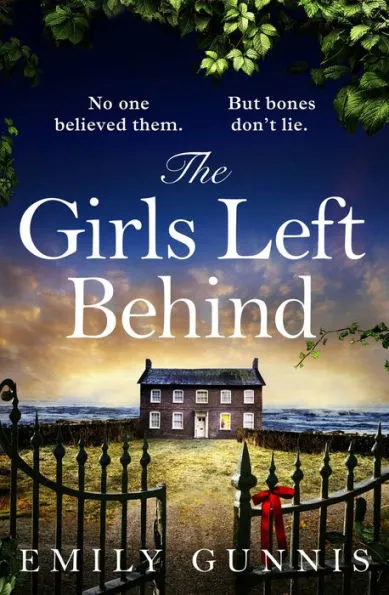 No one
believed them.
But bones
don't lie.
The
Girls Left
Behind
EMILY GUNNIS